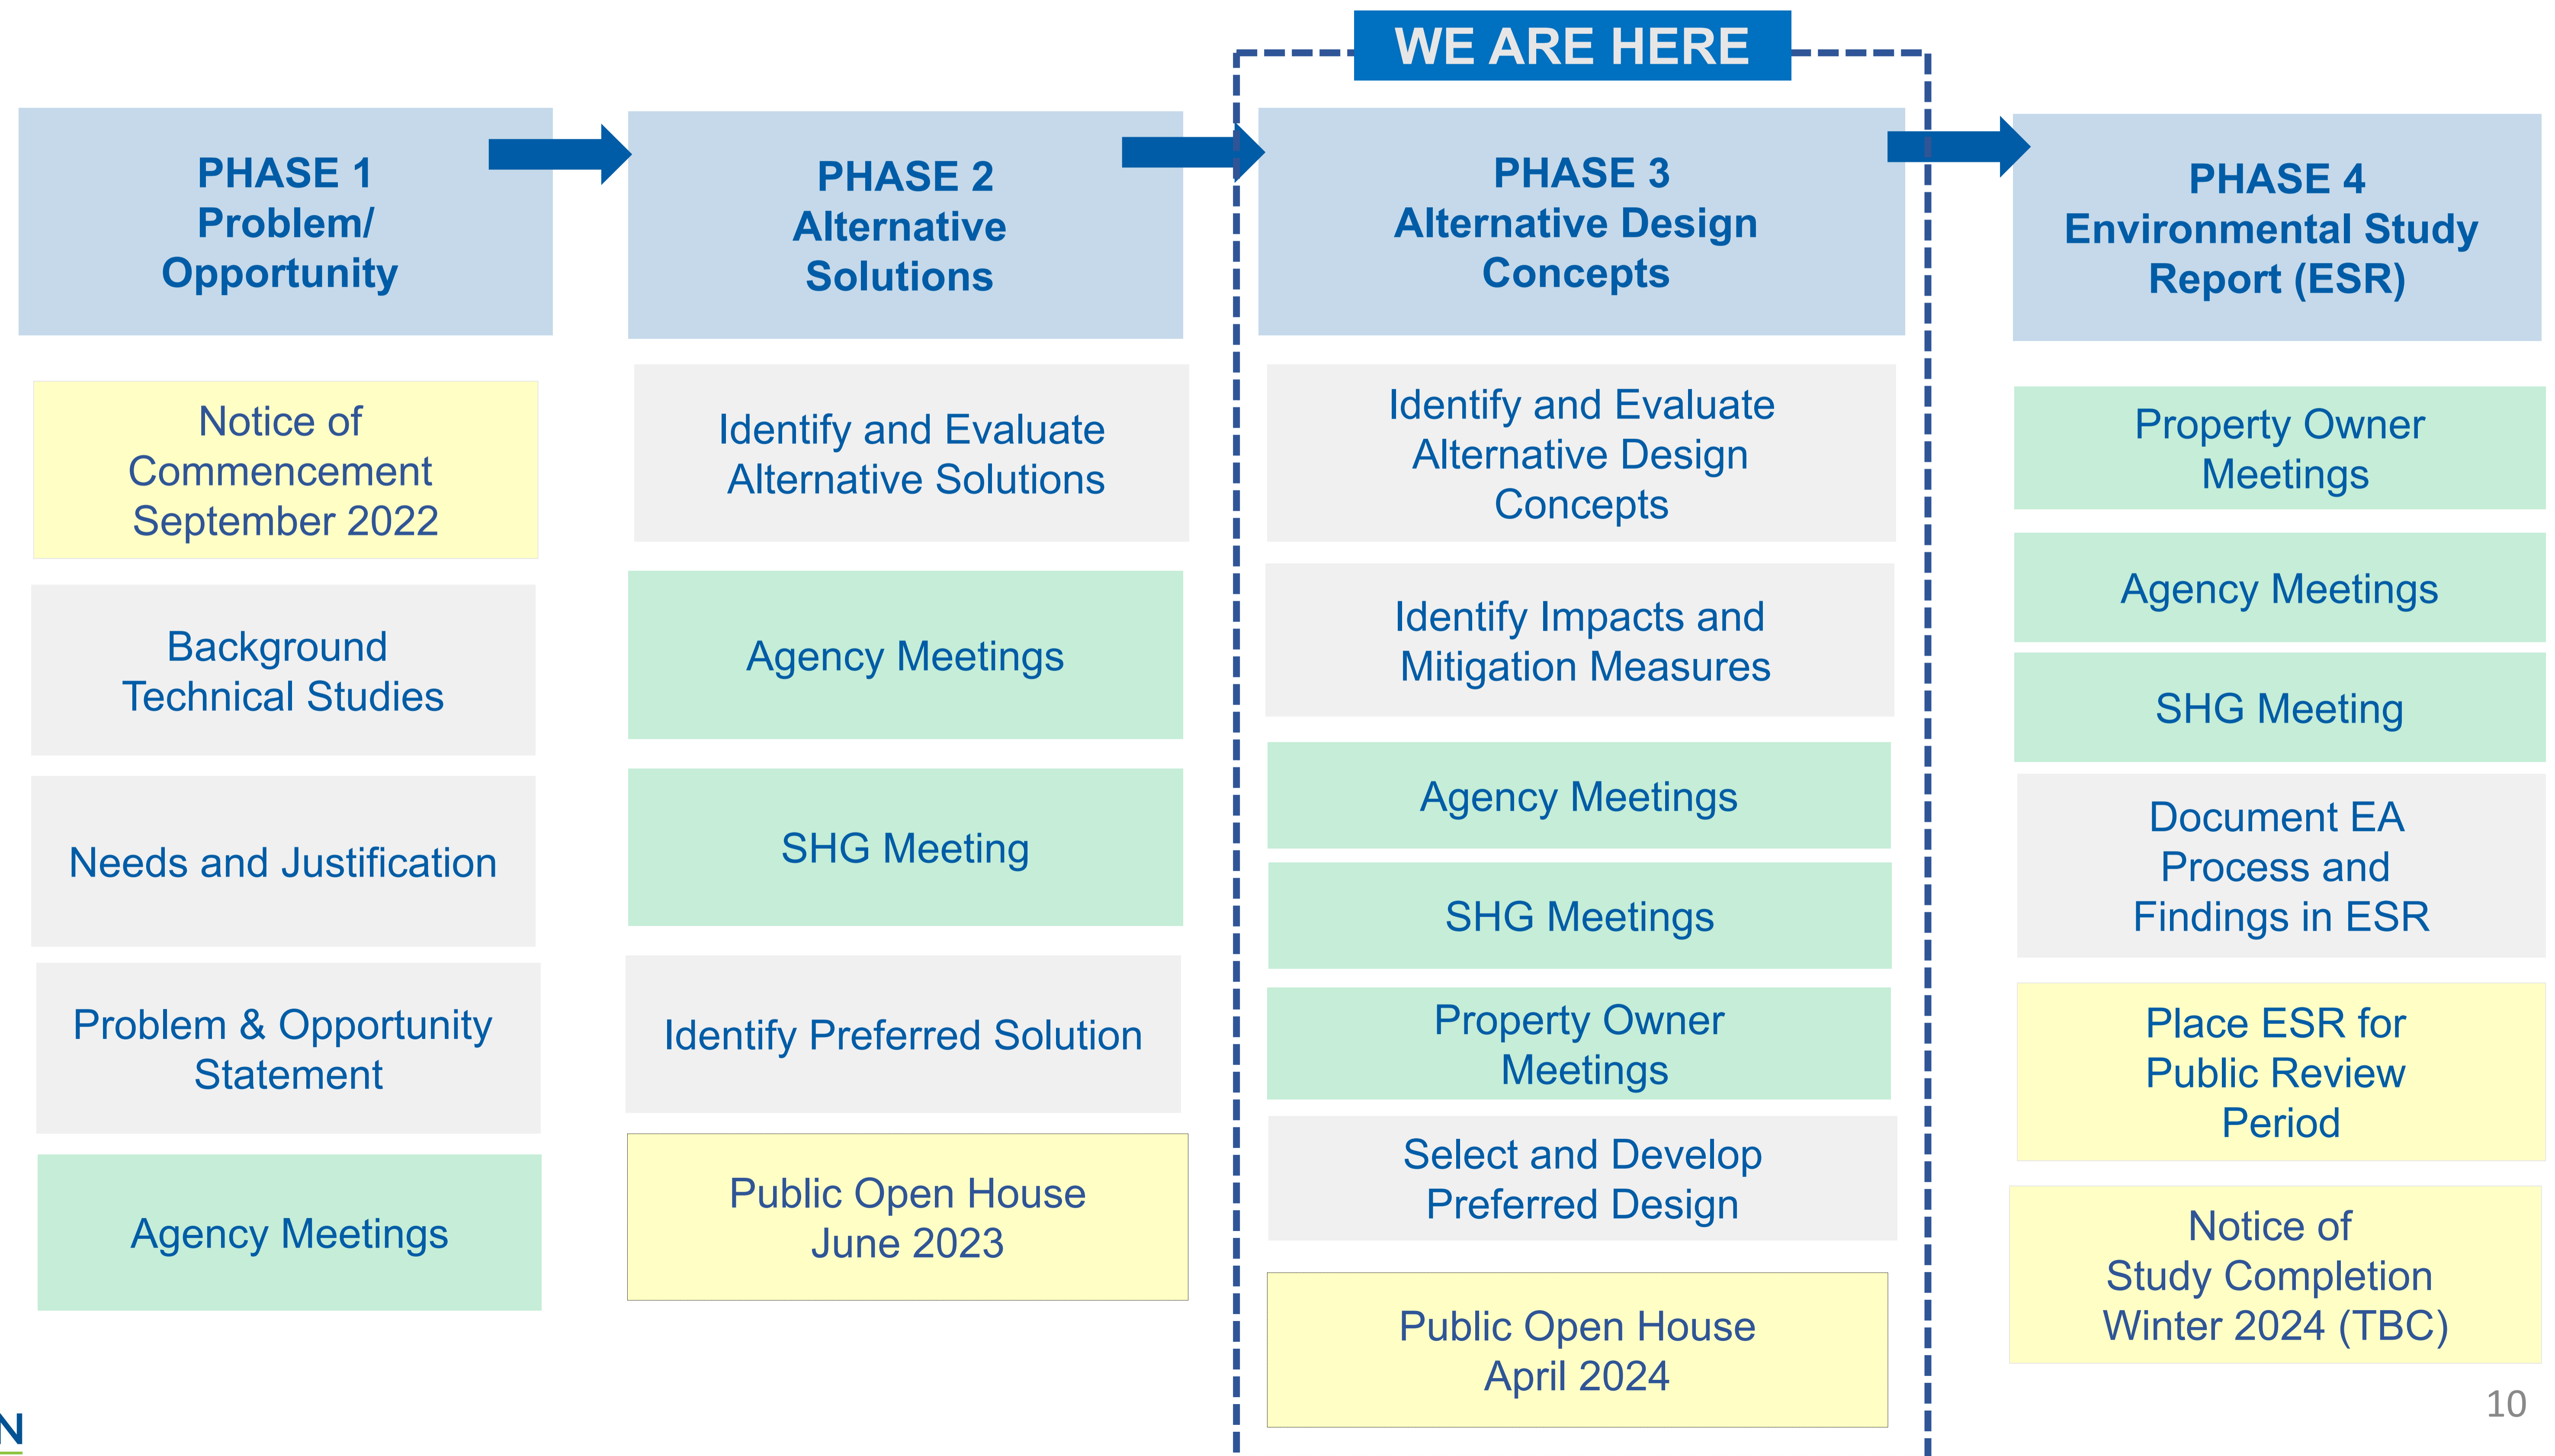 WE ARE HERE
PHASE 1
Problem/
Opportunity
Notice of
Commencement
September 2022
Background
Technical Studies
Needs and Justification
Problem & Opportunity
Statement
Agency Meetings
PHASE 2
Alternative
Solutions
Identify and Evaluate
Alternative Solutions
Agency Meetings
SHG Meeting
Identify Preferred Solution
Public Open House
June 2023
PHASE 3
Alternative Design
Concepts
Identify and Evaluate
Alternative Design
Concepts
Identify Impacts and
Mitigation Measures
Agency Meetings
SHG Meetings
Property Owner
Meetings
Select and Develop
Preferred Design
Public Open House
April 2024
PHASE 4
Environmental Study
Report (ESR)
Property Owner
Meetings
Agency Meetings
SHG Meeting
Document EA
Process and
Findings in ESR
Place ESR for
Public Review
Period
Notice of
Study Completion
Winter 2024 (TBC)
N
10